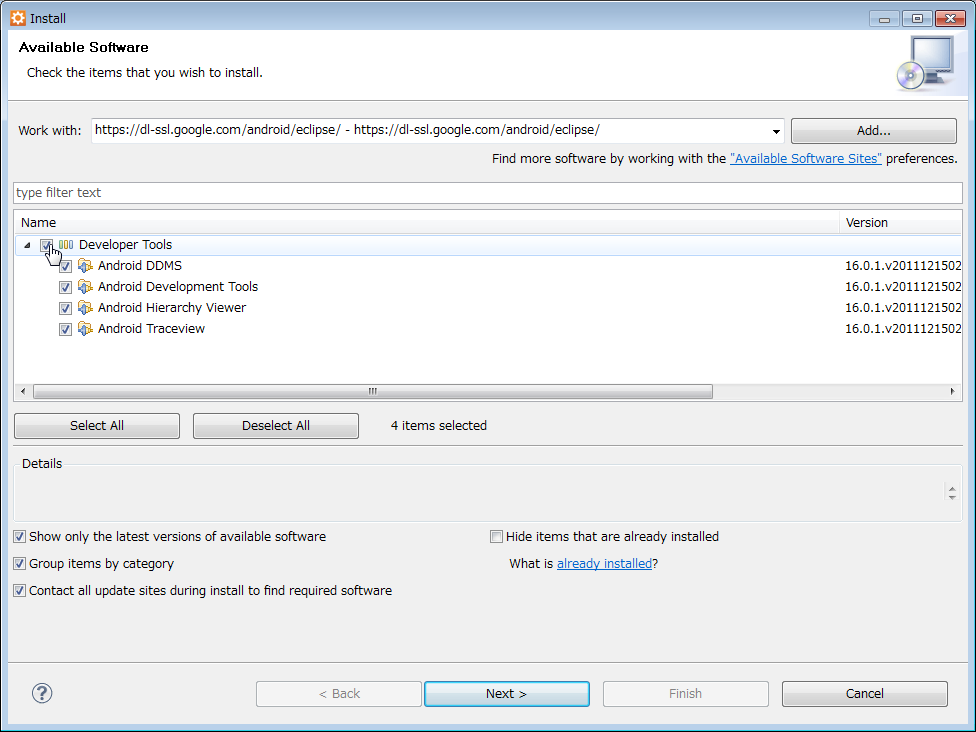 Install
Available Software
Check the items that you wish to install.
Work with: https://dl-ssl.google.com/android/eclipse/ - https://dl-ssl.google.com/android/eclipse/ Add...
Find more software by working with the "Available Software Sites" preferences.
type filter text
Name Version
Developer Tools
Android DDMS 16.0.1.v2011121502
Android Development Tools 16.0.1.v2011121502
Android Hierarchy Viewer 16.0.1.v2011121502
Android Traceview 16.0.1.v2011121502
Select All Deselect All 4 items selected
Details
Show only the latest versions of available software Hide items that are already installed
Group items by category What is already installed?
Contact all update sites during install to find required software
? < Back Next > Finish Cancel